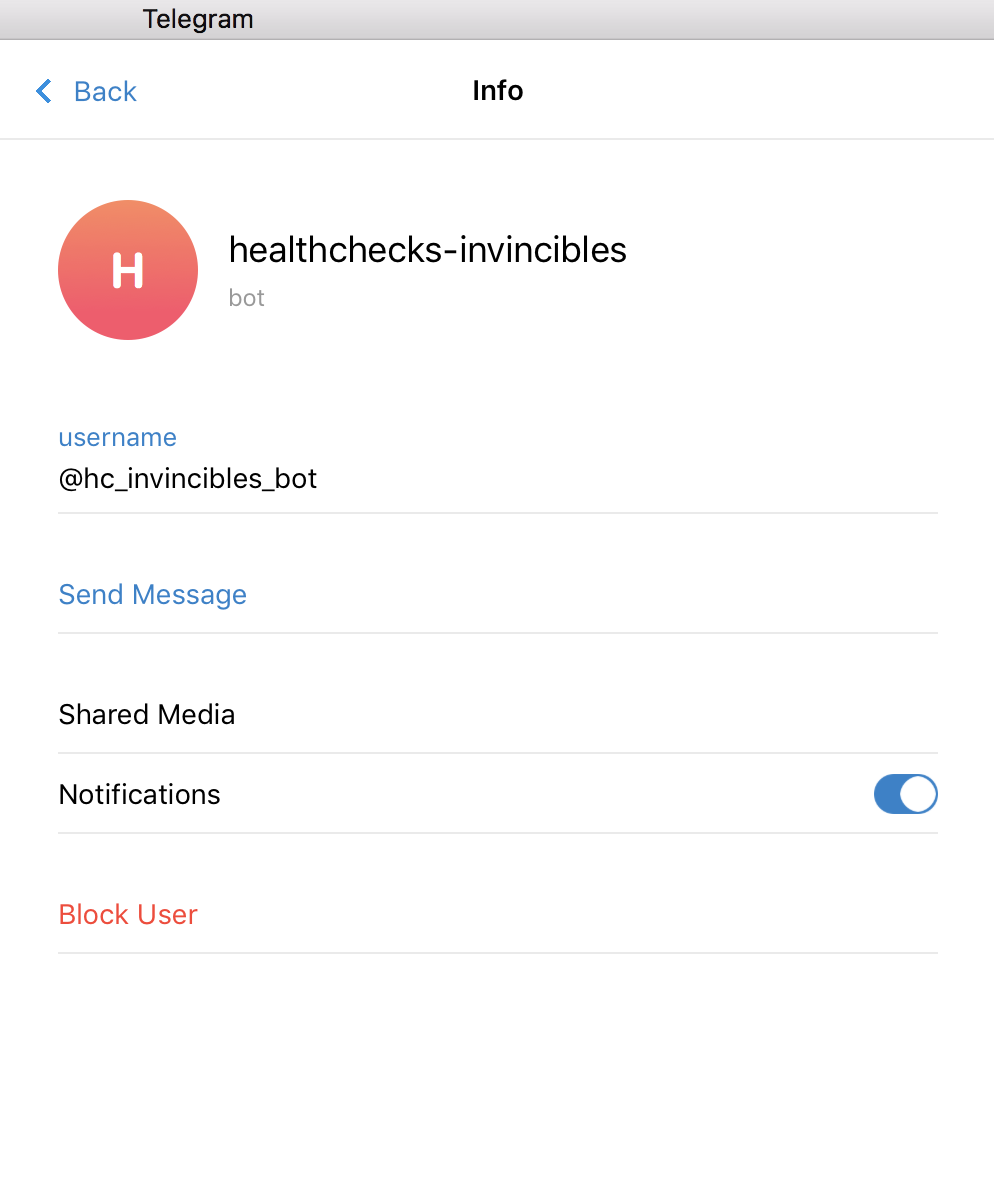 Telegram
Back
Info
H
healthchecks-invincibles
bot
username
@hc_invincibles_bot
Send Message
Shared Media
Notifications
Block User